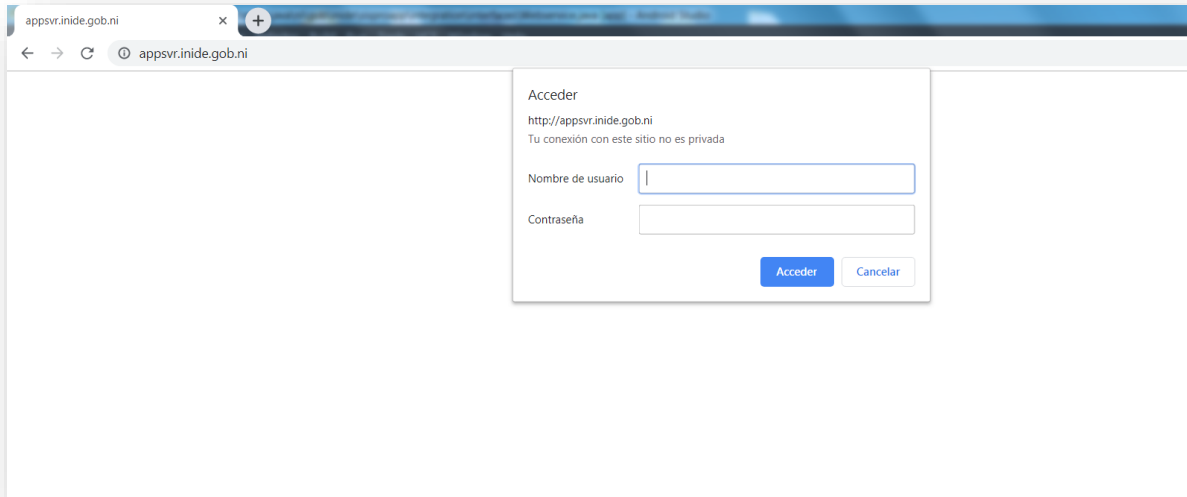 appsvr.inide.gob.ni
appsvr.inide.gob.ni
Acceder
http://appsvr.inide.gob.ni
Tu conexión con este sitio no es privada
Nombre de usuario
Contraseña
Acceder Cancelar